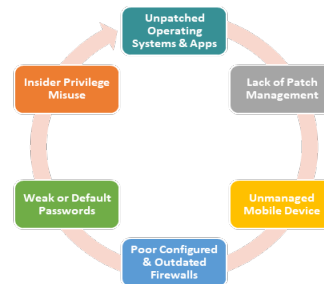 Unpatched
Operating
Systems & Apps
Lack of Patch
Management
Unmanaged
Mobile Device
Poor Configured
& Outdated
Firewalls
Weak or Default
Passwords
Insider Privilege
Misuse